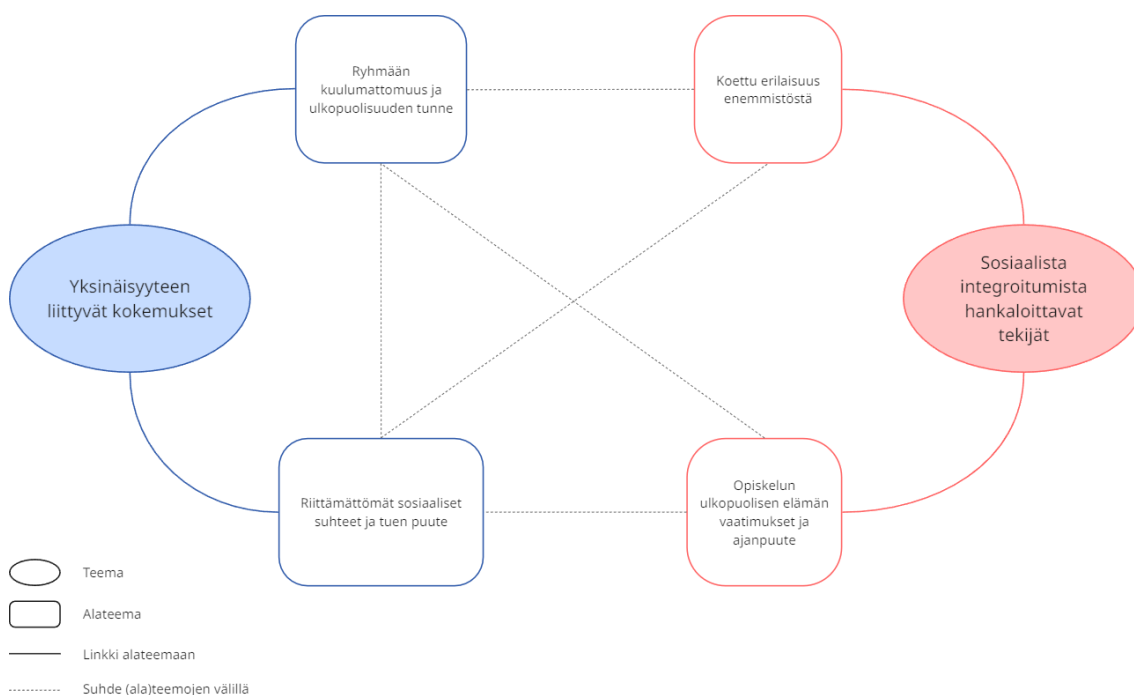 Ryhmään
kuulumattomuus ja
ulkopuolisuuden tunne
Koettu erilaisuus
enemmistöstä
Yksinäisyyteen
liittyvät kokemukset
Sosiaalista
integroitumista
hankaloittavat
tekijät
Riittämättömät sosiaaliset
suhteet ja tuen puute
Opiskelun
ulkopuolisen elämän
vaatimukset ja
ajanpuute
Teema
Alateema
Linkki alateemaan
Suhde (ala)teemojen välillä